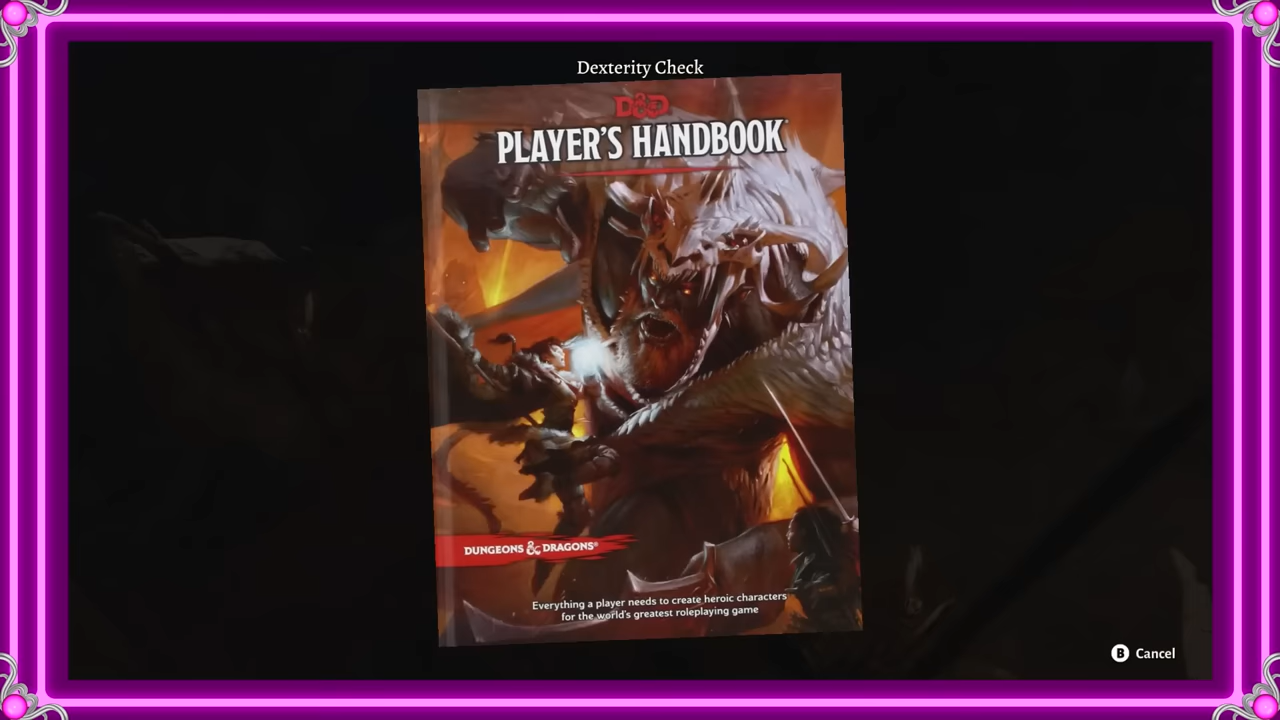 Dexterity Check
D&D
PLAYER'S HANDBOOK
DUNGEONS & DRAGONS®
Everything a player needs to create heroic characters
for the world's greatest roleplaying game
B Cancel